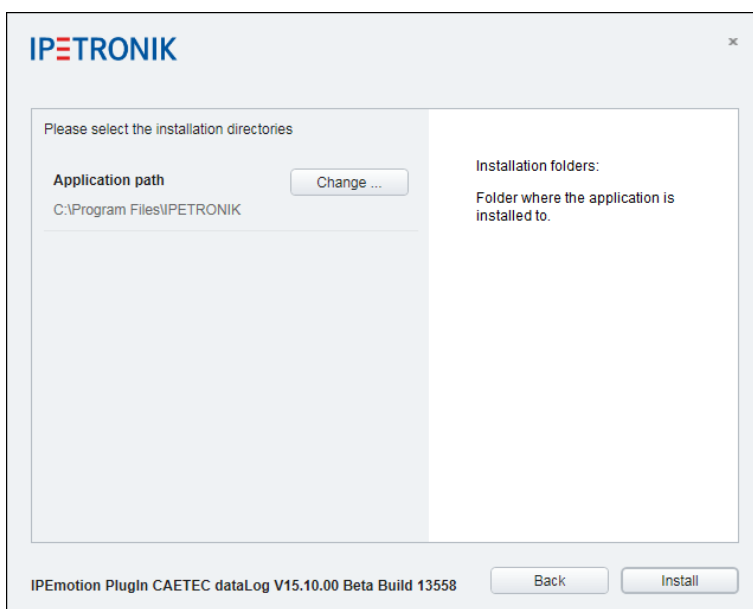 IPETRONIK
×
Please select the installation directories
Application path
Change ...
C:\Program Files\IPETRONIK
Installation folders:
Folder where the application is
installed to.
IPEmotion PlugIn CAETEC dataLog V15.10.00 Beta Build 13558
Back
Install